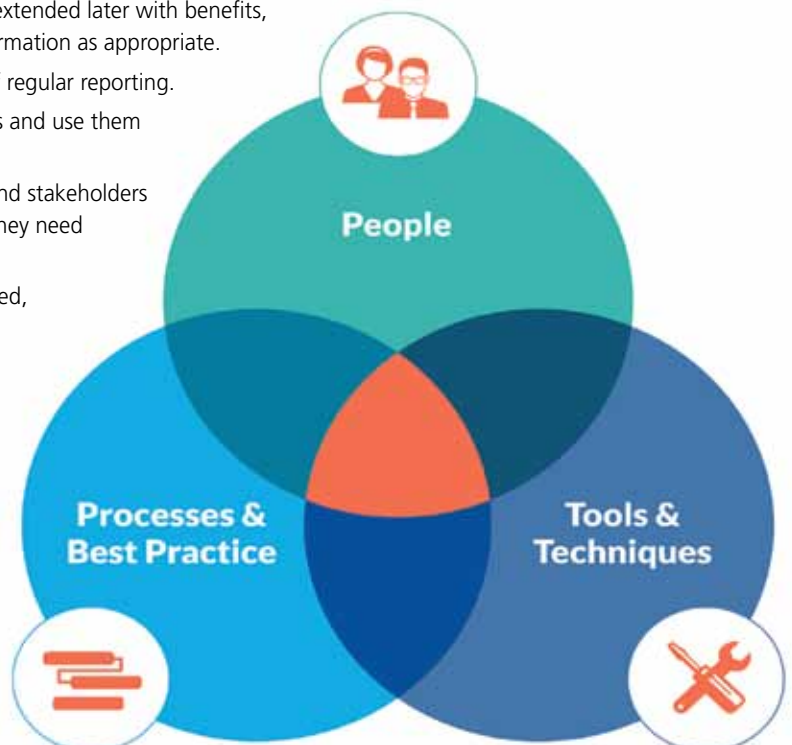 extended later with benefits,
rmation as appropriate.
regular reporting.
s and use them
nd stakeholders
hey need
ed,
People
Processes &
Best Practice
Tools &
Techniques